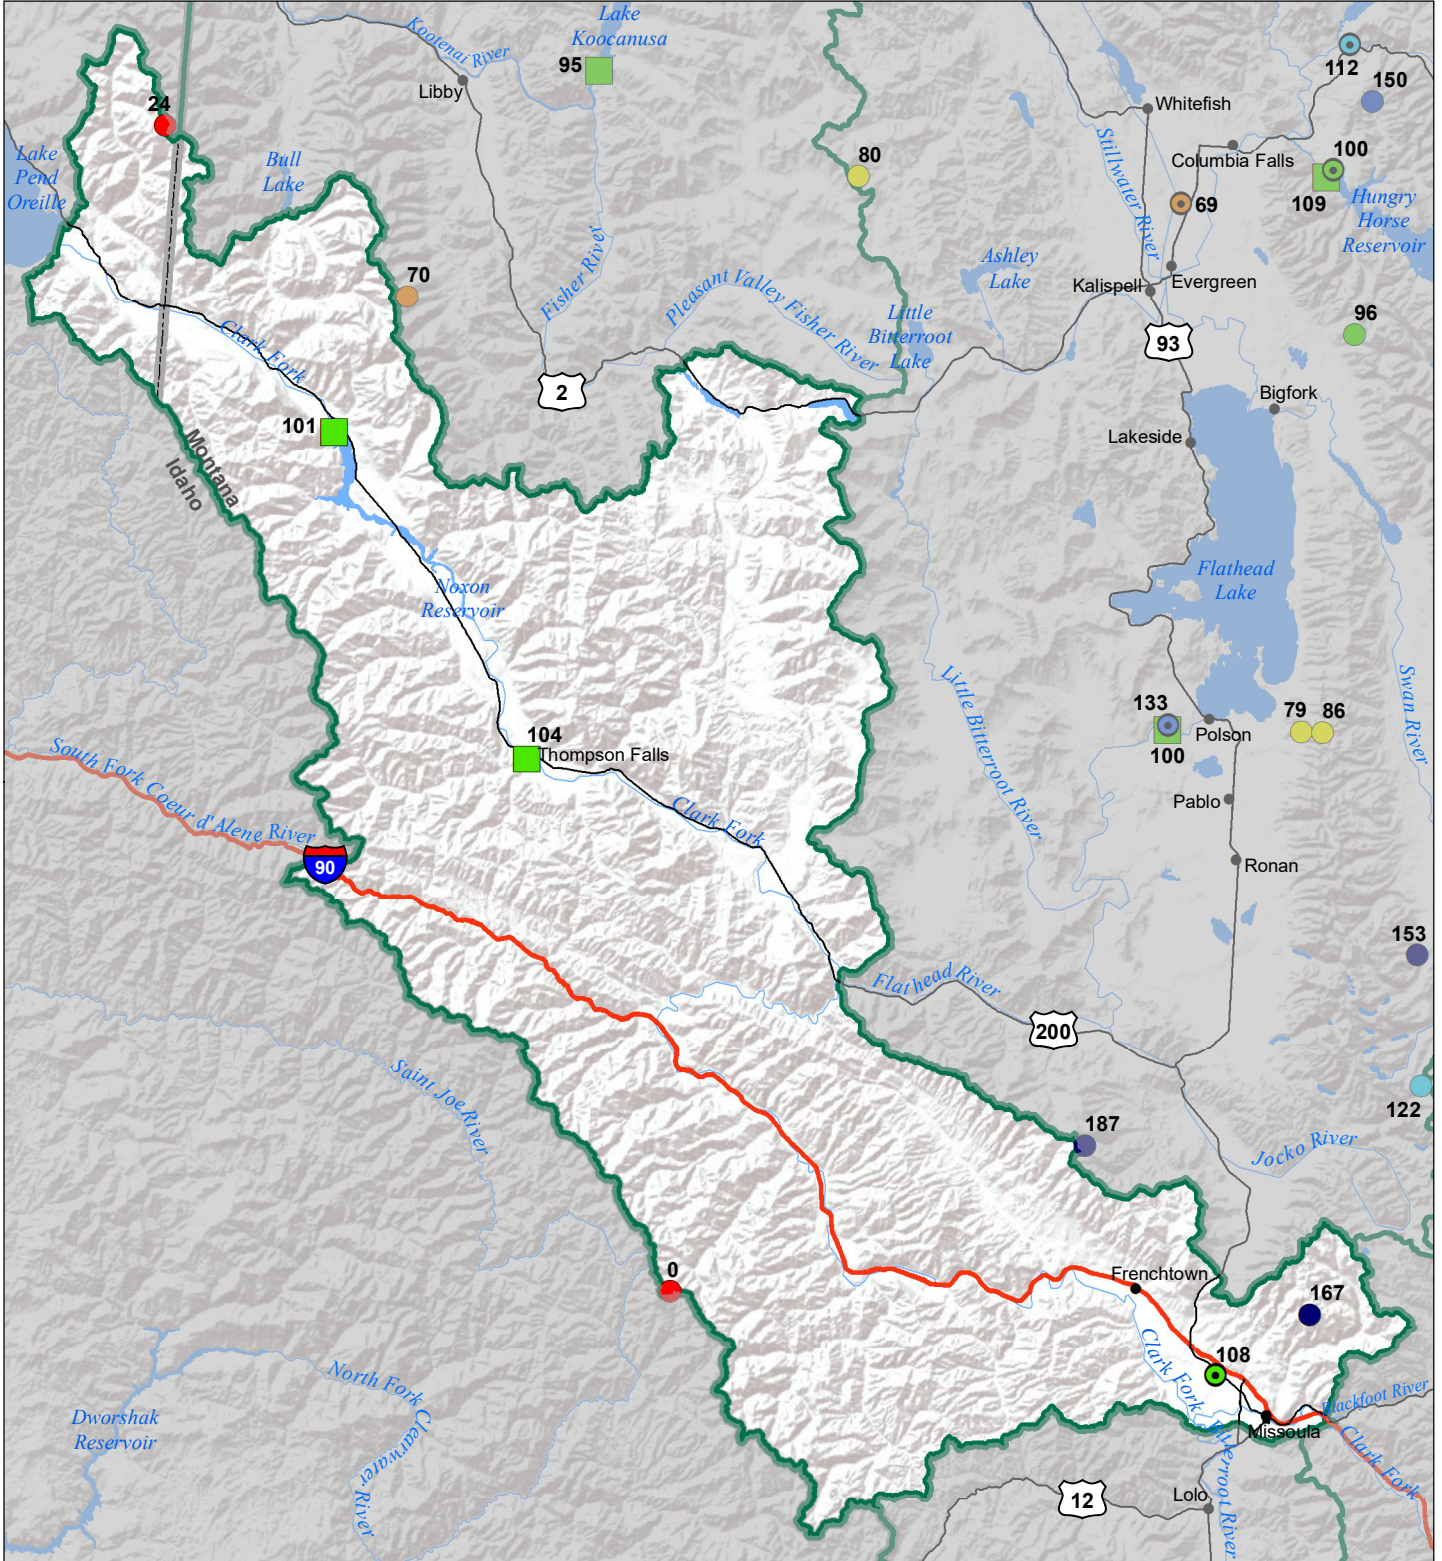 Lake
Koocanusa
Kootenai River
112
95
150
Libby
24
Whitefish
Lake
Pend
Oreille
Bull
Lake
80
Stillwater River
Columbia Falls
100
109
Hungry
Horse
Reservoir
69
70
Fisher River
Pleasant Valley Fisher River
Ashley
Lake
Kalispell
Evergreen
Little
Bitterroot
Lake
96
93
Clark Fork
2
Bigfork
101
Lakeside
Montana
Idaho
Noxon
Reservoir
Flathead
Lake
Little Bitterroot River
Swan River
133
100
Polson
79
86
104
Thompson Falls
South Fork Coeur d'Alene River
Pablo
Clark Fork
90
Ronan
153
Flathead River
200
Saint Joe River
122
187
Jocko River
0
Frenchtown
167
108
Clark Fork
North Fork Clearwater
River
Dworshak
Reservoir
Blackfoot River
Missoula
Bitterroot River
Clark Fork
12
Lolo